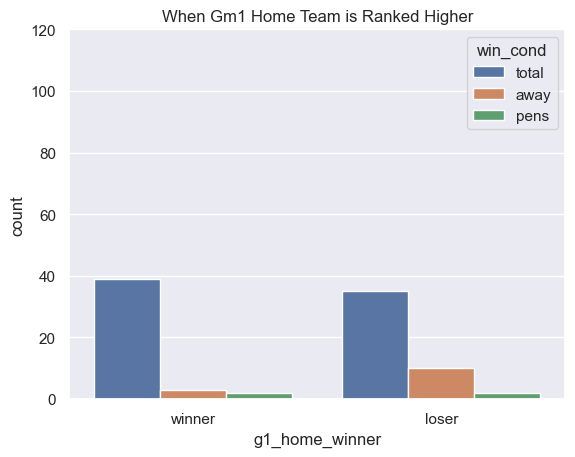 When Gm1 Home Team is Ranked Higher
120
100
80
60
40
20
0
count
win_cond
total
away
pens
winner
loser
g1_home_winner